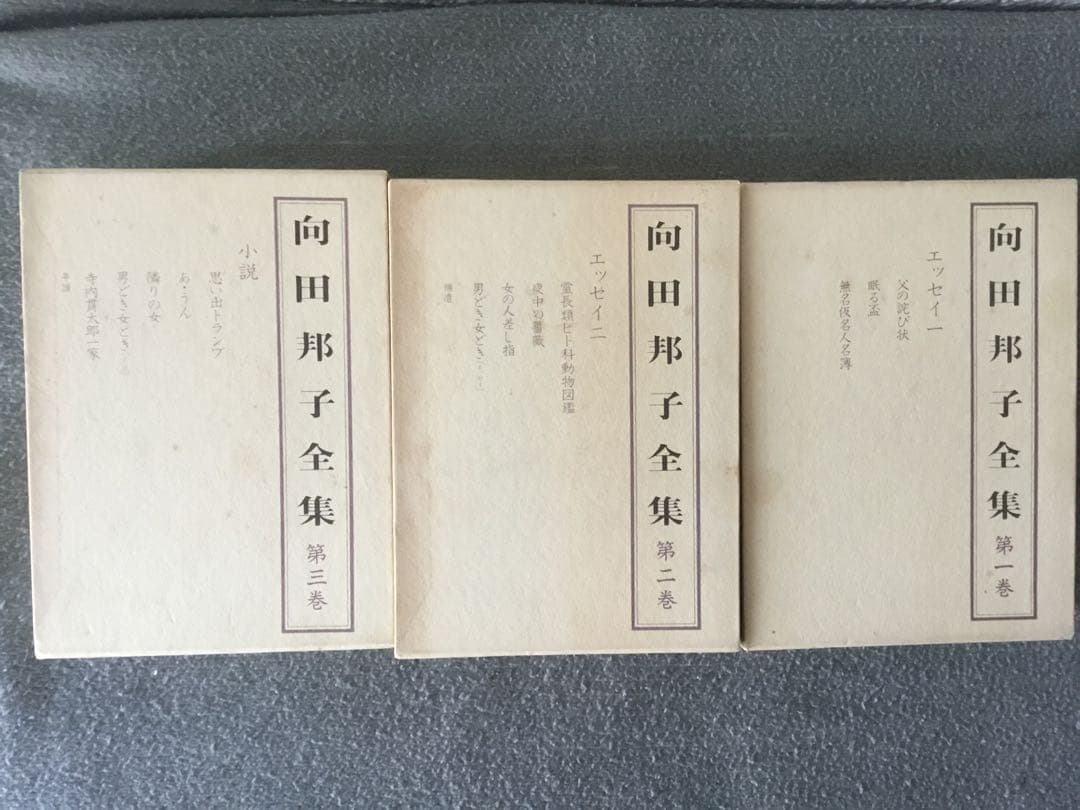 向田邦子全集 第一巻
エッセイ一
父の詫び状
眠る盃
無名仮名人名簿
向田邦子全集 第二巻
エッセイ二
霊長類ヒト科動物図鑑
夜中の薔薇
女の人差し指
男どき女どき
補遺
向田邦子全集 第三巻
小説
思い出トランプ
あ・うん
隣りの女
男どき女どき
寺内貫太郎一家
年譜